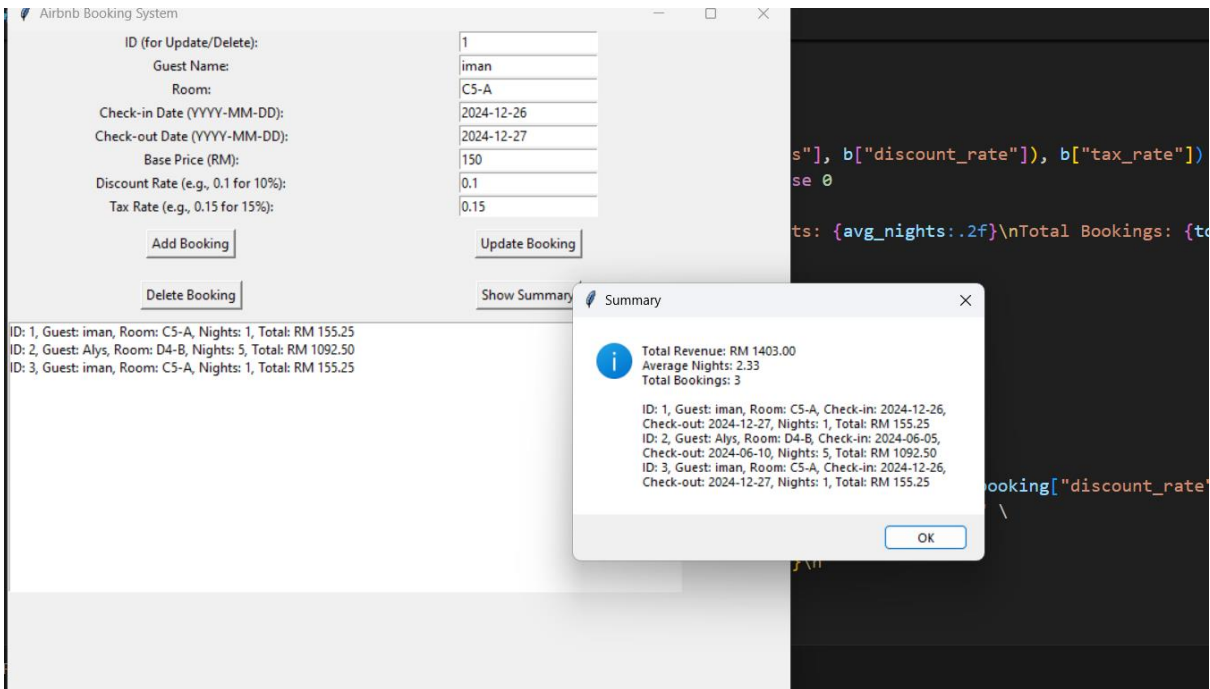 Airbnb Booking System
ID (for Update/Delete): 1
Guest Name: iman
Room: C5-A
Check-in Date (YYYY-MM-DD): 2024-12-26
Check-out Date (YYYY-MM-DD): 2024-12-27
Base Price (RM): 150
Discount Rate (e.g., 0.1 for 10%): 0.1
Tax Rate (e.g., 0.15 for 15%): 0.15
Add Booking Update Booking
Delete Booking Show Summary
ID: 1, Guest: iman, Room: C5-A, Nights: 1, Total: RM 155.25
ID: 2, Guest: Alys, Room: D4-B, Nights: 5, Total: RM 1092.50
ID: 3, Guest: iman, Room: C5-A, Nights: 1, Total: RM 155.25
s"], b["discount_rate"]), b["tax_rate"])
se 0
ts: {avg_nights:.2f}\nTotal Bookings: {to
Summary
Total Revenue: RM 1403.00
Average Nights: 2.33
Total Bookings: 3
ID: 1, Guest: iman, Room: C5-A, Check-in: 2024-12-26,
Check-out: 2024-12-27, Nights: 1, Total: RM 155.25
ID: 2, Guest: Alys, Room: D4-B, Check-in: 2024-06-05,
Check-out: 2024-06-10, Nights: 5, Total: RM 1092.50
ID: 3, Guest: iman, Room: C5-A, Check-in: 2024-12-26,
Check-out: 2024-12-27, Nights: 1, Total: RM 155.25
OK
ooking["discount_rate"
\
}\n